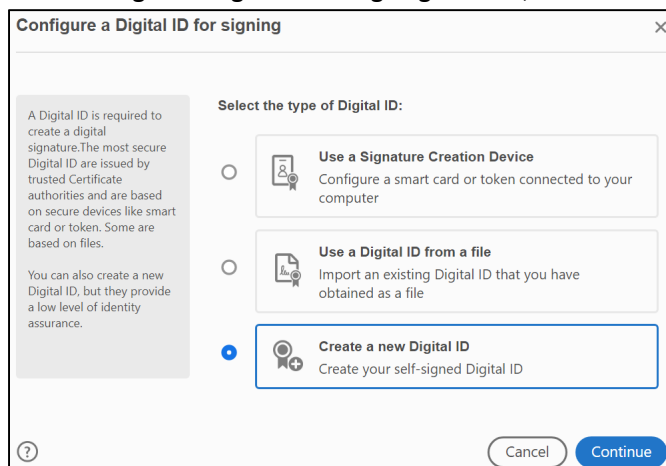 Configure a Digital ID for signing
A Digital ID is required to
create a digital
signature.The most secure
Digital ID are issued by
trusted Certificate
authorities and are based
on secure devices like smart
card or token. Some are
based on files.
You can also create a new
Digital ID, but they provide
a low level of identity
assurance.
Select the type of Digital ID:
Use a Signature Creation Device
Configure a smart card or token connected to your
computer
Use a Digital ID from a file
Import an existing Digital ID that you have
obtained as a file
Create a new Digital ID
Create your self-signed Digital ID
Cancel
Continue